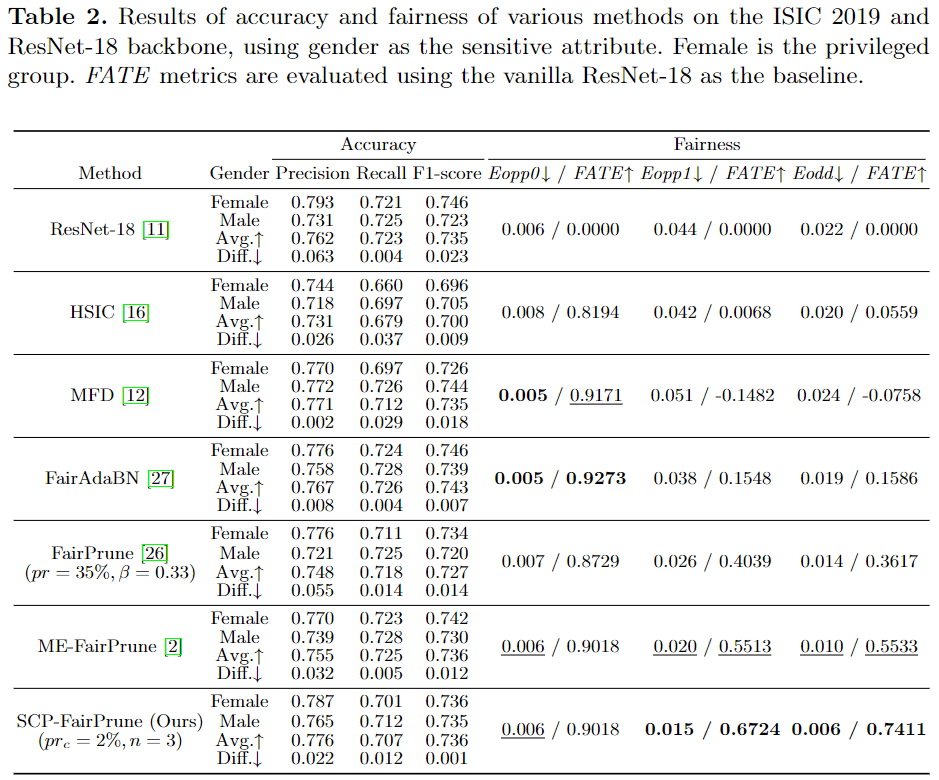 Table 2. Results of accuracy and fairness of various methods on the ISIC 2019 and
ResNet-18 backbone, using gender as the sensitive attribute. Female is the privileged
group. FATE metrics are evaluated using the vanilla ResNet-18 as the baseline.
Accuracy Fairness
Method Gender Precision Recall F1-score Eopp0↓ / FATE↑ Eopp1↓ / FATE↑ Eodd↓ / FATE↑
Female 0.793 0.721 0.746
Male 0.731 0.725 0.723
ResNet-18 [11] 0.006 / 0.0000 0.044 / 0.0000 0.022 / 0.0000
Avg.↑ 0.762 0.723 0.735
Diff.↓ 0.063 0.004 0.023
Female 0.744 0.660 0.696
Male 0.718 0.697 0.705
HSIC [16] 0.008 / 0.8194 0.042 / 0.0068 0.020 / 0.0559
Avg.↑ 0.731 0.679 0.700
Diff.↓ 0.026 0.037 0.009
Female 0.770 0.697 0.726
Male 0.772 0.726 0.744
MFD [12] 0.005 / 0.9171 0.051 / -0.1482 0.024 / -0.0758
Avg.↑ 0.771 0.712 0.735
Diff.↓ 0.002 0.029 0.018
Female 0.776 0.724 0.746
Male 0.758 0.728 0.739
FairAdaBN [27] 0.005 / 0.9273 0.038 / 0.1548 0.019 / 0.1586
Avg.↑ 0.767 0.726 0.743
Diff.↓ 0.008 0.004 0.007
Female 0.776 0.711 0.734
FairPrune [26] Male 0.721 0.725 0.720
0.007 / 0.8729 0.026 / 0.4039 0.014 / 0.3617
(pr = 35%, β = 0.33) Avg.↑ 0.748 0.718 0.727
Diff.↓ 0.055 0.014 0.014
Female 0.770 0.723 0.742
Male 0.739 0.728 0.730
ME-FairPrune [2] 0.006 / 0.9018 0.020 / 0.5513 0.010 / 0.5533
Avg.↑ 0.755 0.725 0.736
Diff.↓ 0.032 0.005 0.012
Female 0.787 0.701 0.736
SCP-FairPrune (Ours) Male 0.765 0.712 0.735
0.006 / 0.9018 0.015 / 0.6724 0.006 / 0.7411
(prc = 2%, n = 3) Avg.↑ 0.776 0.707 0.736
Diff.↓ 0.022 0.012 0.001